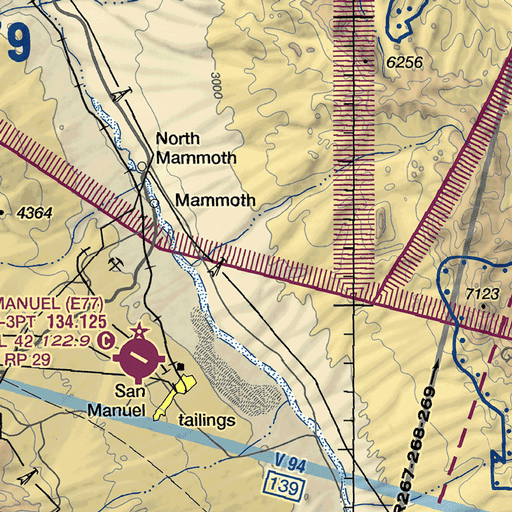 9
6256
3000
North
Mammoth
Mammoth
4364
7123
MANUEL (E77)
-3PT 134.125
L 42 122.9 C
RP 29
San
Manuel
tailings
V 94
139
R267-268-269
N